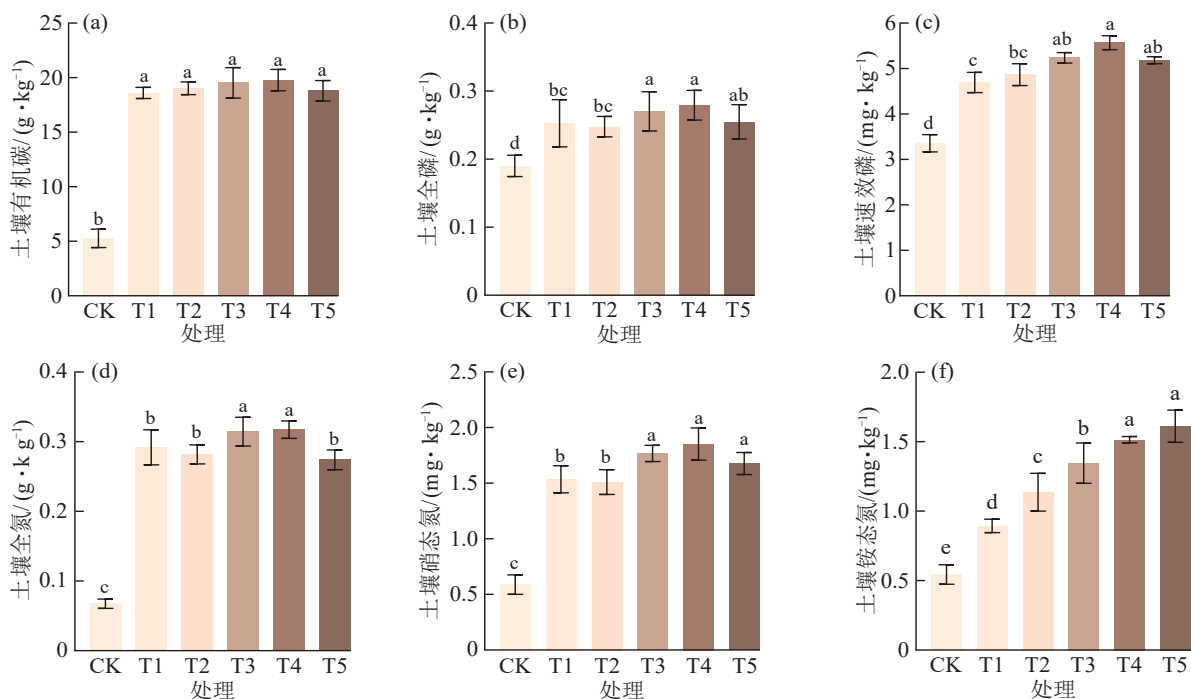 (a)
土壤有机碳/(g·kg⁻¹)
25
20
15
10
5
0
b
a
a
a
a
a
CK T1 T2 T3 T4 T5
处理
(b)
土壤全磷/(g·kg⁻¹)
0.4
0.3
0.2
0.1
0
d
bc
bc
a
a
ab
CK T1 T2 T3 T4 T5
处理
(c)
土壤速效磷/(mg·kg⁻¹)
6
5
4
3
2
1
0
d
c
bc
ab
a
ab
CK T1 T2 T3 T4 T5
处理
(d)
土壤全氮/(g·k g⁻¹)
0.4
0.3
0.2
0.1
0
c
b
b
a
a
b
CK T1 T2 T3 T4 T5
处理
(e)
土壤硝态氮/(mg·kg⁻¹)
2.5
2.0
1.5
1.0
0.5
0
c
b
b
a
a
a
CK T1 T2 T3 T4 T5
处理
(f)
土壤铵态氮/(mg·kg⁻¹)
2.0
1.5
1.0
0.5
0
e
d
c
b
a
a
CK T1 T2 T3 T4 T5
处理